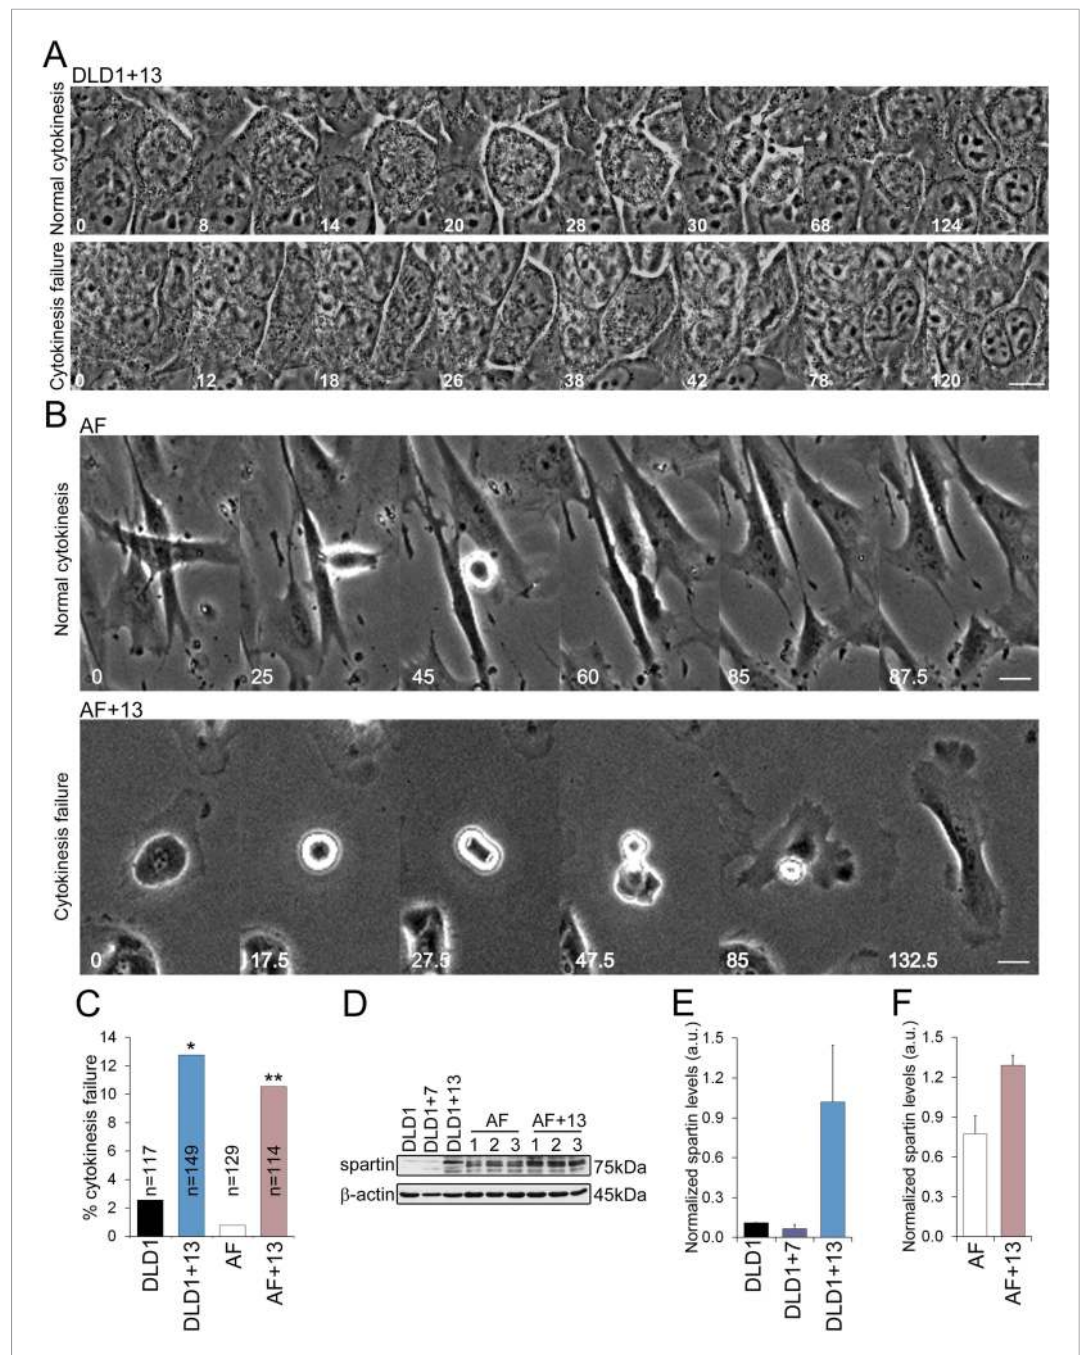 A
DLD1+13
Normal cytokinesis
0 8 14 20 28 30 68 124
Cytokinesis failure
0 12 18 26 38 42 78 120
B
AF
Normal cytokinesis
0 25 45 60 85 87.5
AF+13
Cytokinesis failure
0 17.5 27.5 47.5 85 132.5
C
% cytokinesis failure
14
12
10
8
6
4
2
0
* **
n=117 n=149 n=129 n=114
DLD1 DLD1+13 AF AF+13
D
DLD1 DLD1+7 DLD1+13 AF AF+13
1 2 3 1 2 3
spartin 75kDa
β-actin 45kDa
E
Normalized spartin levels (a.u.)
1.5
1.2
0.9
0.6
0.3
0.0
DLD1 DLD1+7 DLD1+13
F
Normalized spartin levels (a.u.)
1.5
1.2
0.9
0.6
0.3
0.0
AF AF+13